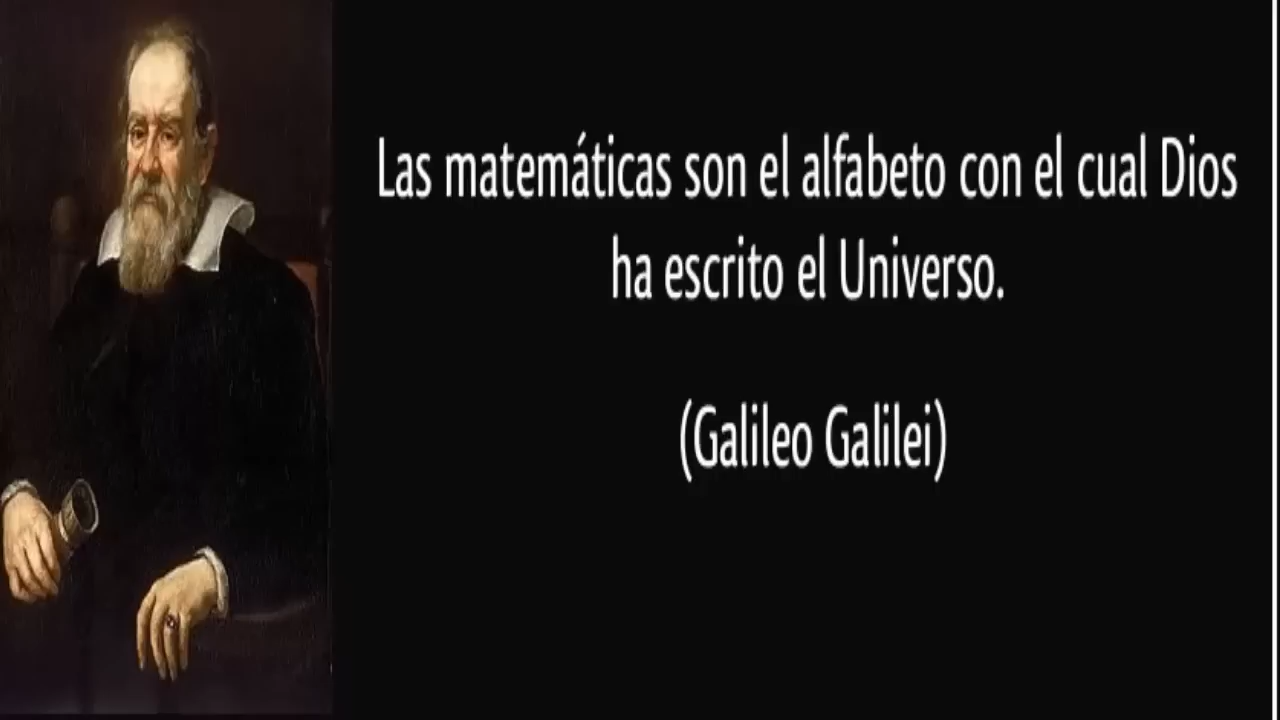 Las matemáticas son el alfabeto con el cual Dios
ha escrito el Universo.
(Galileo Galilei)